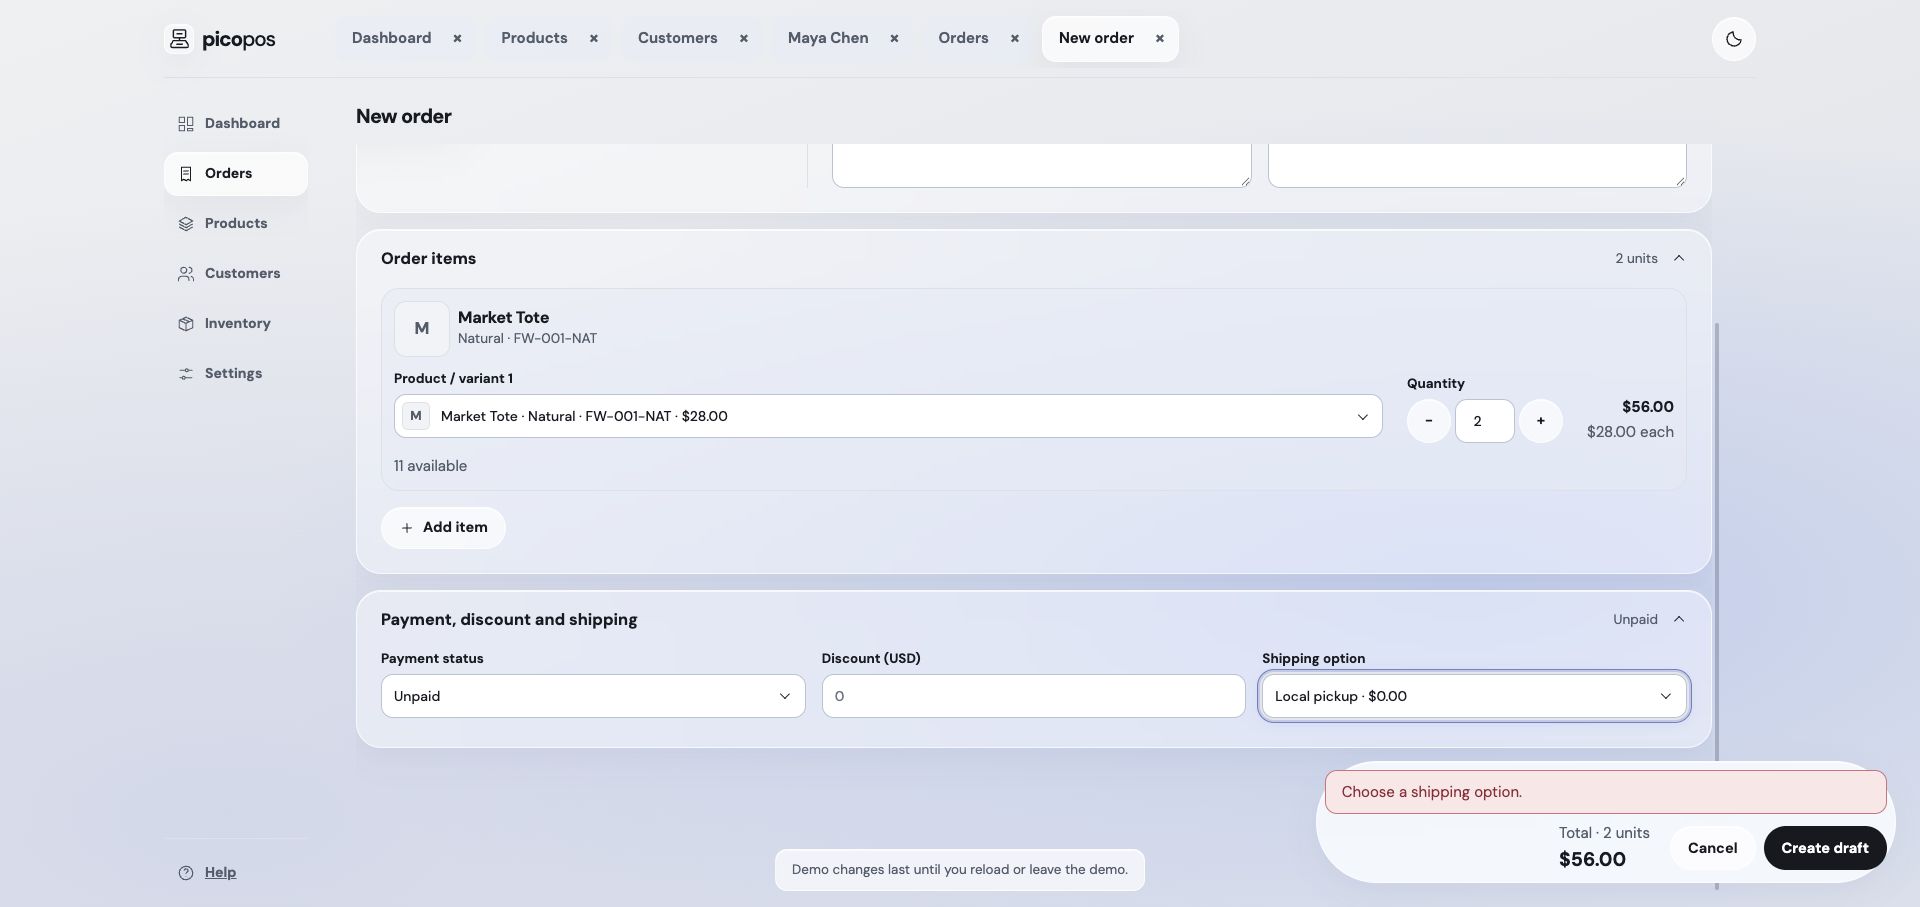 picopos
Dashboard
Products
Customers
Maya Chen
Orders
New order
Dashboard
Orders
Products
Customers
Inventory
Settings
Help
New order
Order items
2 units
M
Market Tote
Natural · FW-001-NAT
Product / variant 1
M
Market Tote · Natural · FW-001-NAT · $28.00
11 available
Quantity
-
2
+
$56.00
$28.00 each
+ Add item
Payment, discount and shipping
Unpaid
Payment status
Unpaid
Discount (USD)
0
Shipping option
Local pickup · $0.00
Choose a shipping option.
Total · 2 units
$56.00
Cancel
Create draft
Demo changes last until you reload or leave the demo.